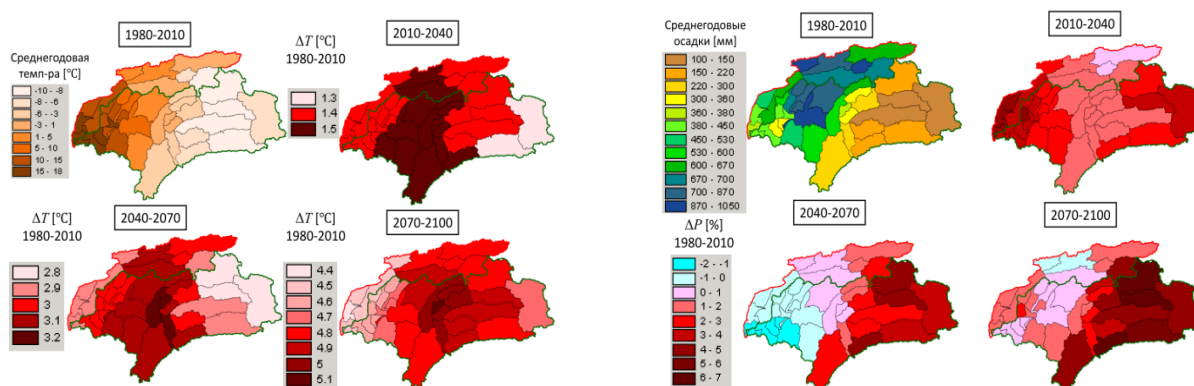 1980-2010
Среднегодовая
темп-ра [°C]
-10 - -8
-8 - -6
-6 - -3
-3 - 1
1 - 5
5 - 10
10 - 15
15 - 18
ΔT [°C]
1980-2010
1.3
1.4
1.5
2010-2040
ΔT [°C]
1980-2010
2.8
2.9
3
3.1
3.2
2040-2070
ΔT [°C]
1980-2010
4.4
4.5
4.6
4.7
4.8
4.9
5
5.1
2070-2100
Среднегодовые
осадки [мм]
100 - 150
150 - 220
220 - 300
300 - 360
360 - 380
380 - 450
450 - 530
530 - 600
600 - 670
670 - 700
700 - 870
870 - 1050
1980-2010
2010-2040
ΔP [%]
1980-2010
-2 - -1
-1 - 0
0 - 1
1 - 2
2 - 3
3 - 4
4 - 5
5 - 6
6 - 7
2040-2070
2070-2100